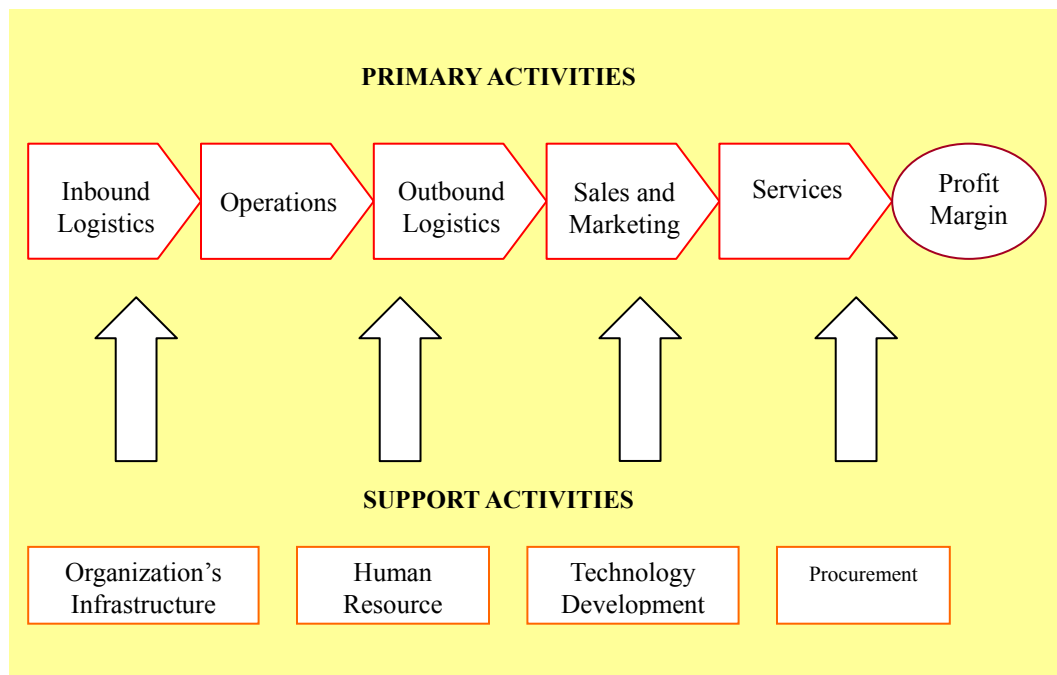 PRIMARY ACTIVITIES
Inbound
Logistics
Operations
Outbound
Logistics
Sales and
Marketing
Services
Profit
Margin
SUPPORT ACTIVITIES
Organization’s
Infrastructure
Human
Resource
Technology
Development
Procurement